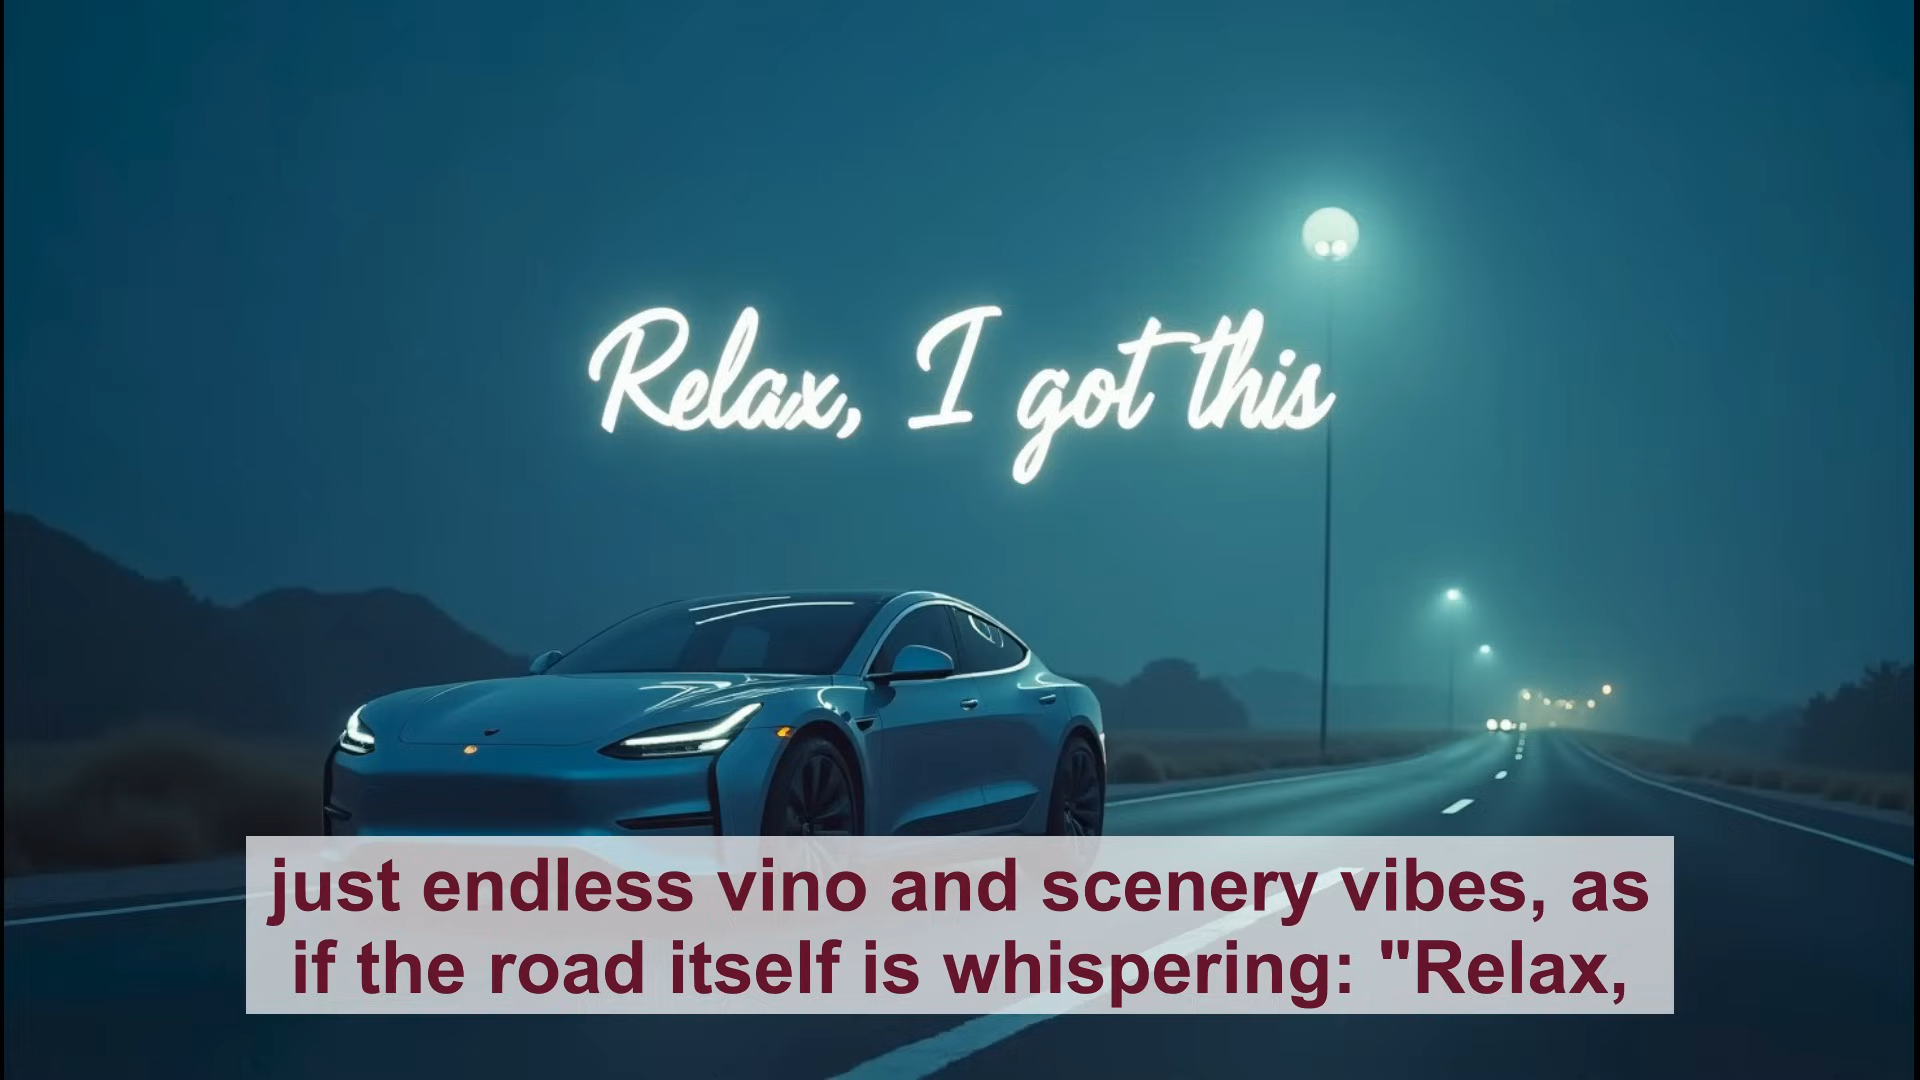 Relax, I got this
just endless vino and scenery vibes, as
if the road itself is whispering: "Relax,